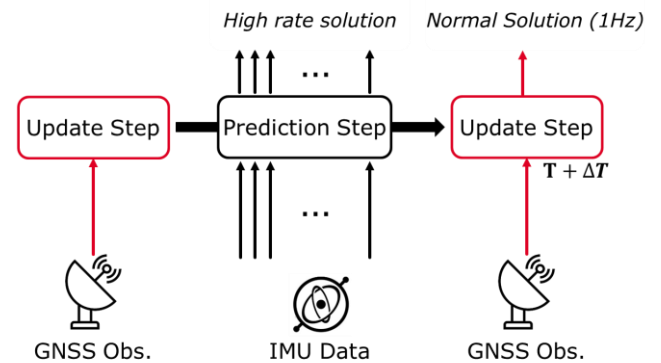 High rate solution
Normal Solution (1Hz)
...
Update Step
Prediction Step
Update Step
T + ΔT
...
GNSS Obs.
IMU Data
GNSS Obs.